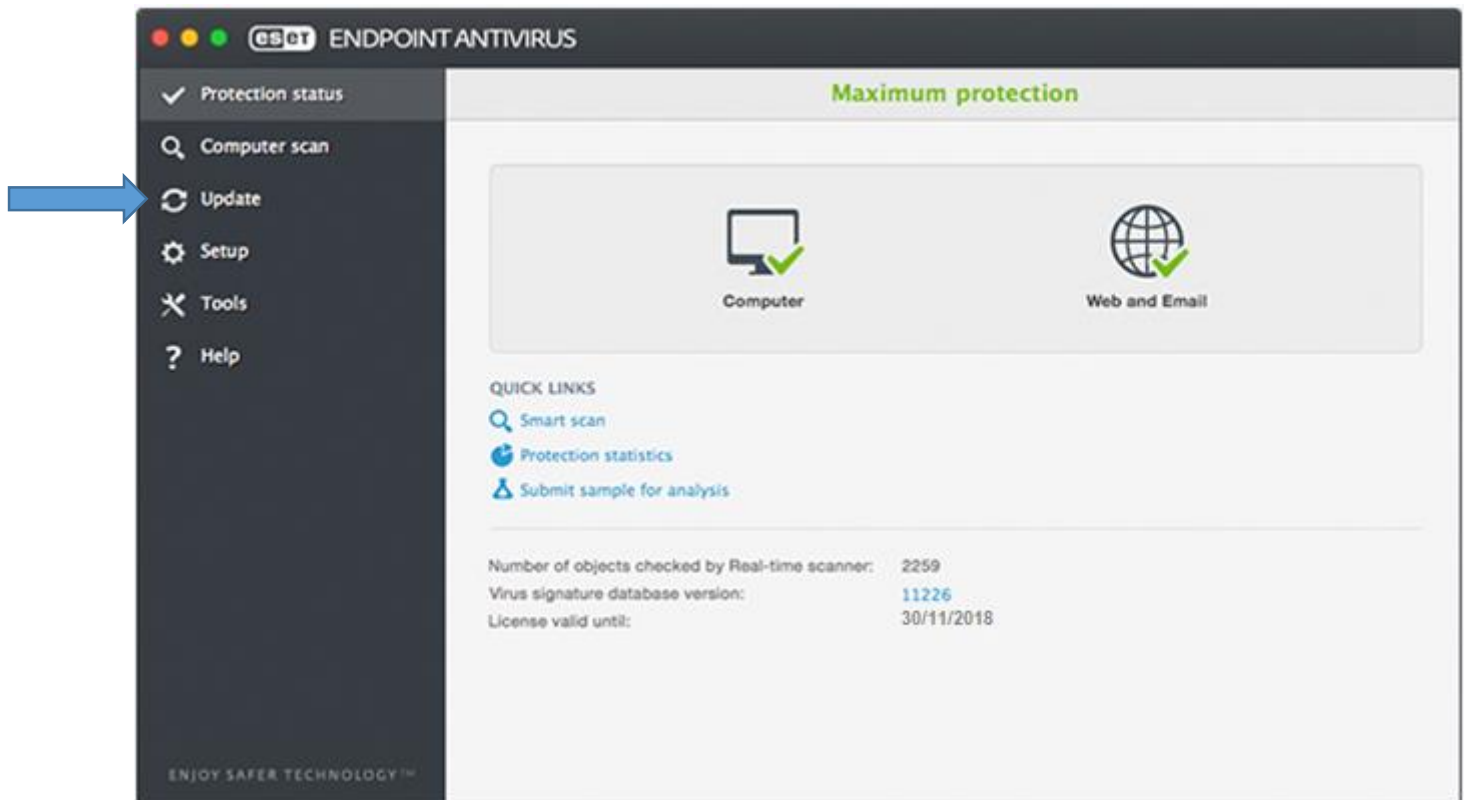 eset ENDPOINT ANTIVIRUS
Protection status
Computer scan
Update
Setup
Tools
? Help
ENJOY SAFER TECHNOLOGY™
Maximum protection
Computer
Web and Email
QUICK LINKS
Smart scan
Protection statistics
Submit sample for analysis
Number of objects checked by Real-time scanner: 2259
Virus signature database version: 11226
License valid until: 30/11/2018